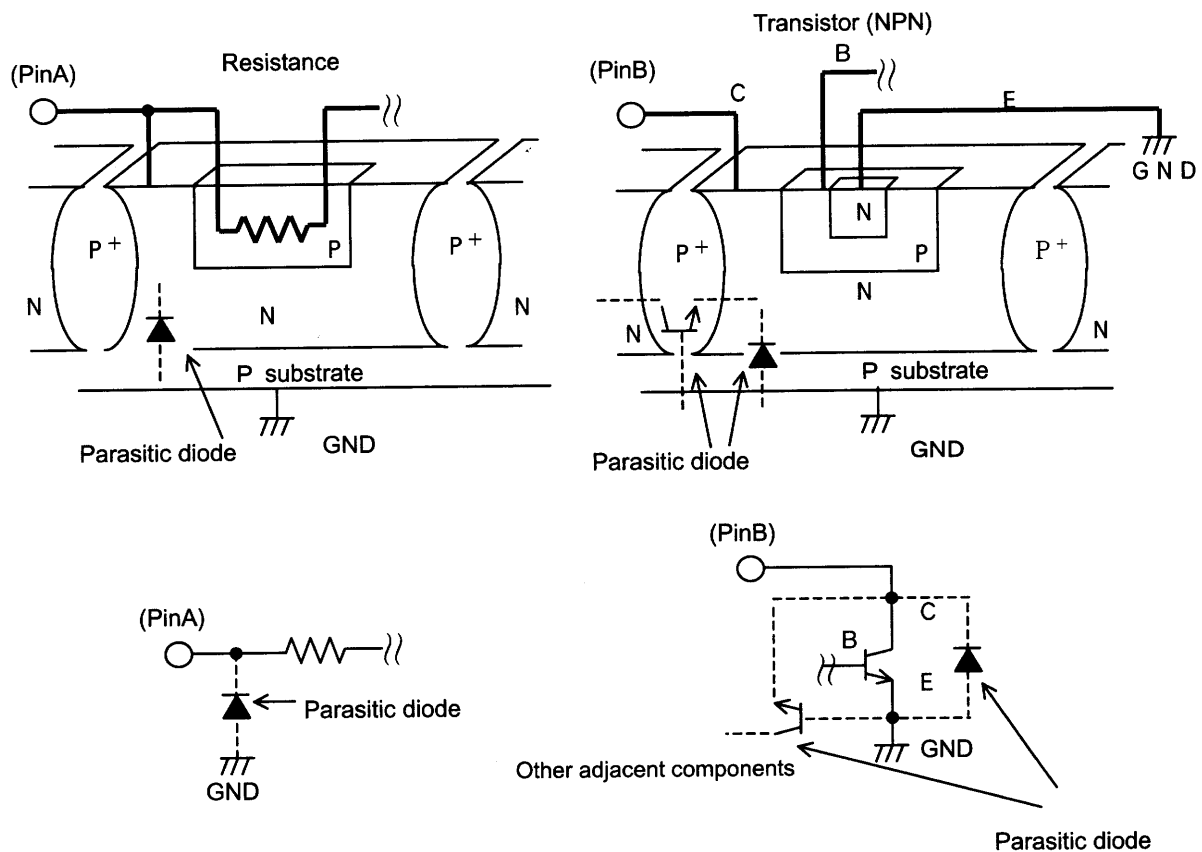 Transistor (NPN)
Resistance
B
(PinA)
(PinB)
C
E
GND
N
P
P+
P+
P
P+
P+
N
N
N
N
N
N
P substrate
P substrate
GND
GND
Parasitic diode
Parasitic diode
(PinB)
(PinA)
C
B
E
Parasitic diode
GND
Other adjacent components
GND
Parasitic diode